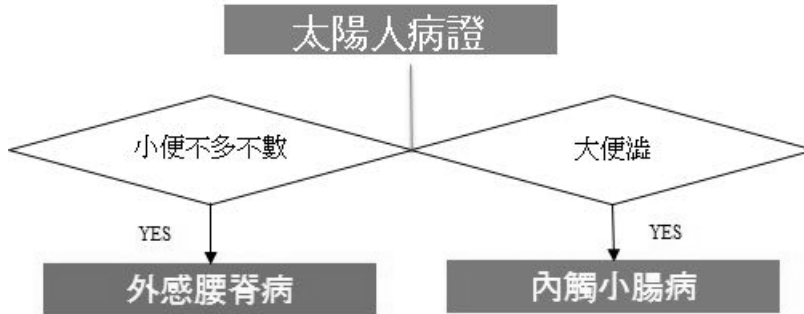 太陽人病證
小便不多不數
大便澁
YES
YES
外感腰脊病
內觸小腸病